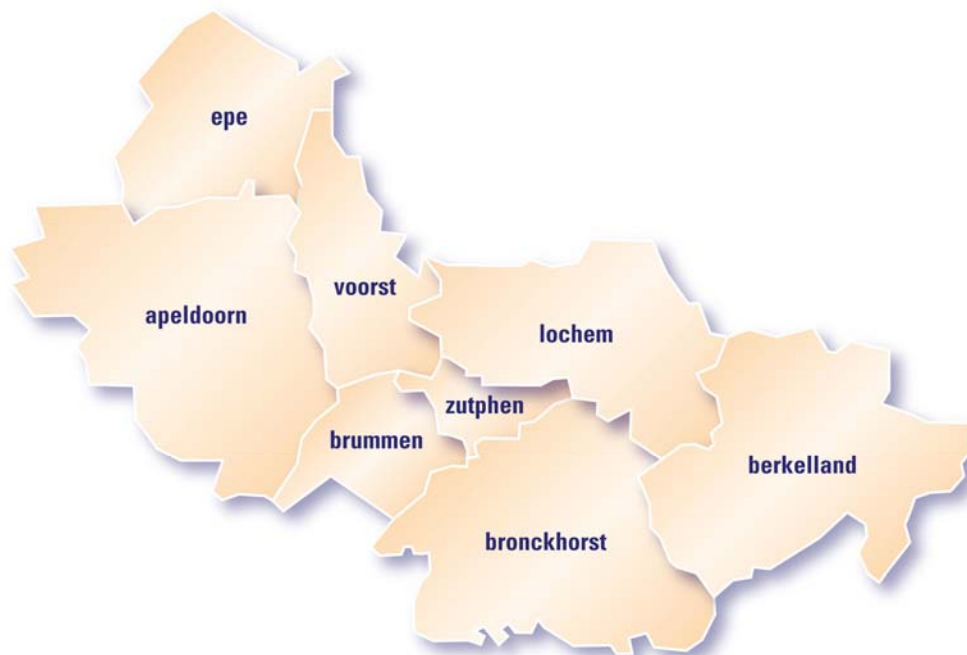 epe
voorst
apeldoorn
lochem
zutphen
brummen
berkelland
bronckhorst